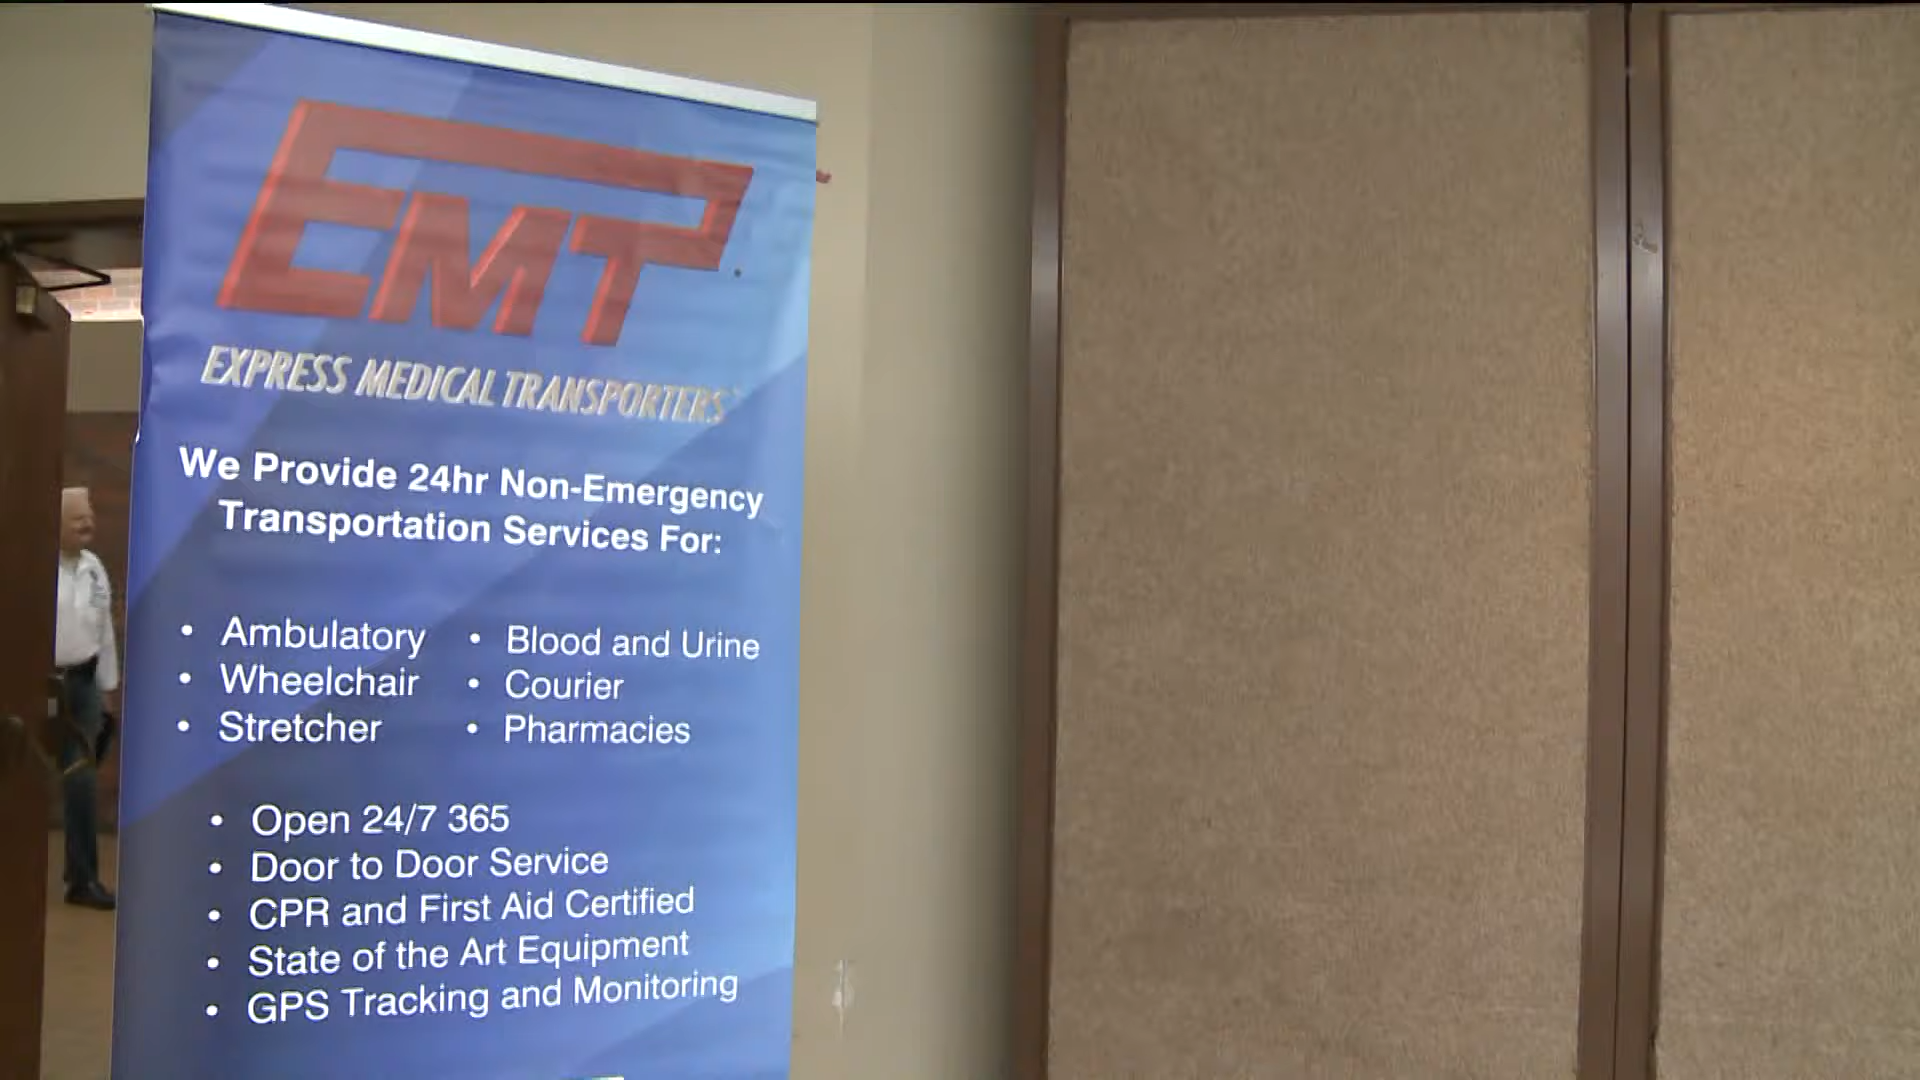 EMT
EXPRESS MEDICAL TRANSPORTERS
We Provide 24hr Non-Emergency
Transportation Services For:
• Ambulatory
• Wheelchair
• Stretcher
• Blood and Urine
• Courier
• Pharmacies
• Open 24/7 365
• Door to Door Service
• CPR and First Aid Certified
• State of the Art Equipment
• GPS Tracking and Monitoring